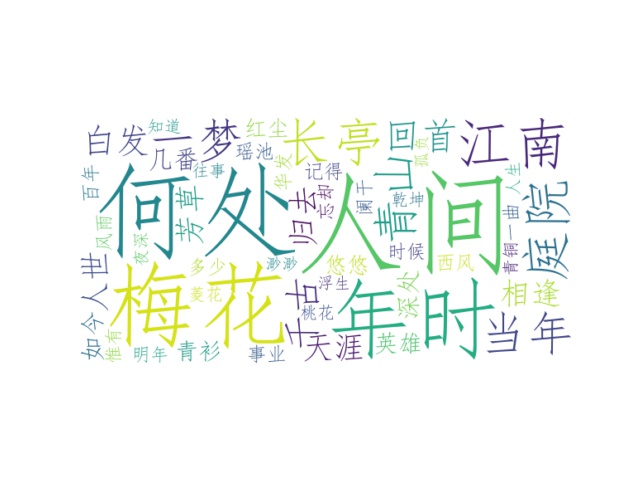 何处
人间
梅花
年时
江南
庭院
当年
长亭
一梦
白发
知道
红尘
瑶池
几番
往事
华发
回首
孤负
记得
忘却
阑干
青山
乾坤
归去
芳草
百年
风雨
夜深
人世
如今
多少
菱花
渺渺
悠悠
浮生
桃花
千古
时候
西风
深处
相逢
一曲
青铜
人生
惟有
明年
青衫
事业
天涯
英雄